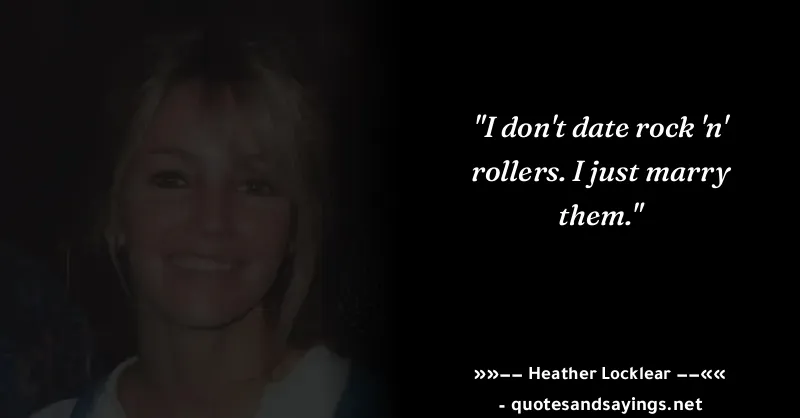 "I don't date rock 'n'
rollers. I just marry
them."
»»−− Heather Locklear −−««
- quotesandsayings.net